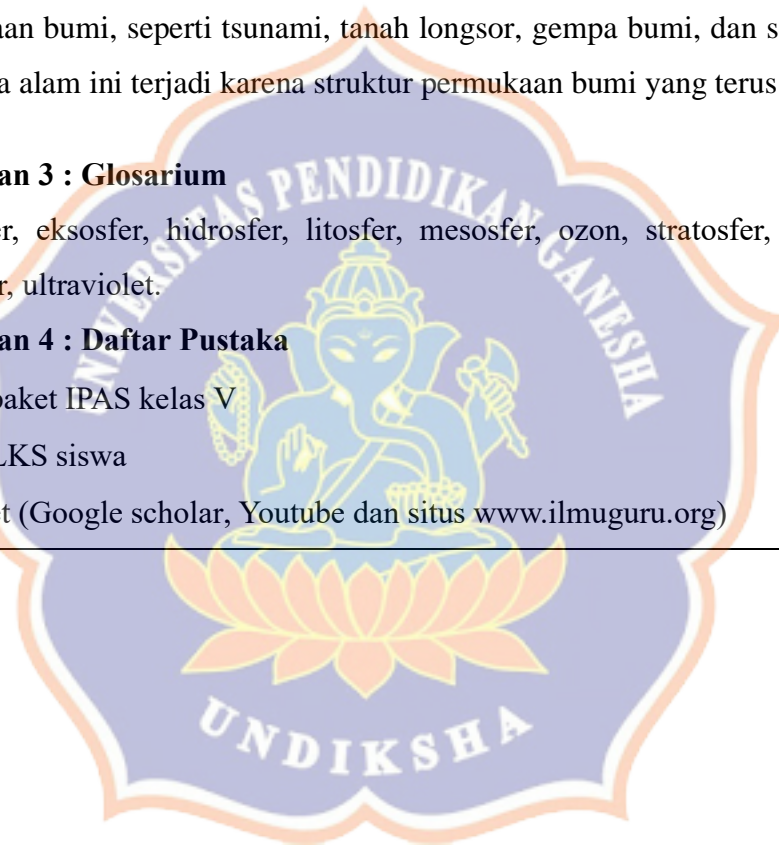 aan bumi, seperti tsunami, tanah longsor, gempa bumi, dan s
a alam ini terjadi karena struktur permukaan bumi yang terus
an 3 : Glosarium
er, eksosfer, hidrosfer, litosfer, mesosfer, ozon, stratosfer,
r, ultraviolet.
an 4 : Daftar Pustaka
paket IPAS kelas V
LKS siswa
et (Google scholar, Youtube dan situs www.ilmuguru.org)
UNIVERSITAS PENDIDIKAN GANESHA
UNDIKSHA